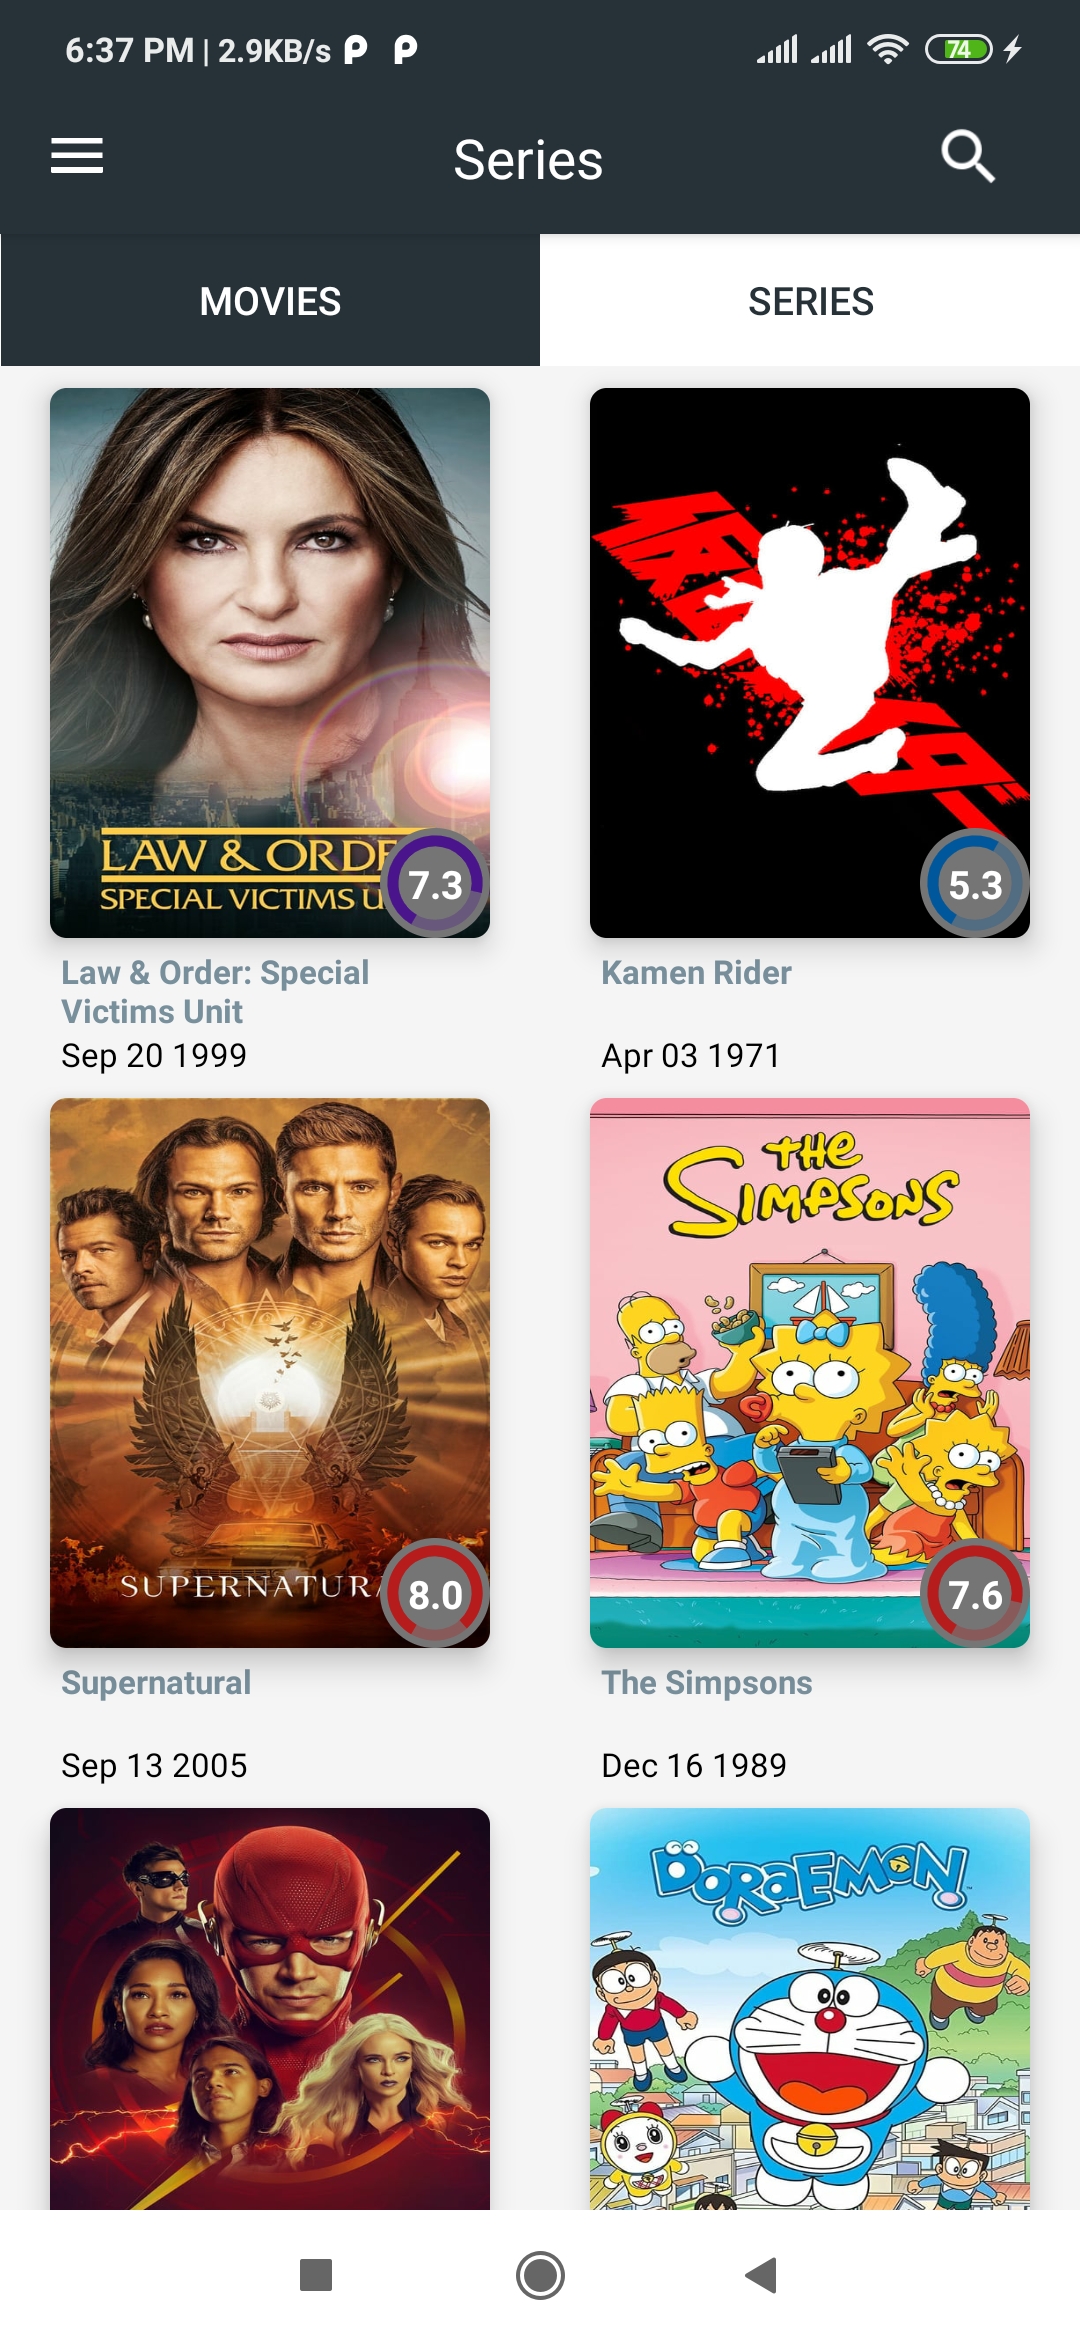 6:37 PM | 2.9KB/s
74
Series
MOVIES
SERIES
LAW & ORDE
SPECIAL VICTIMS U
7.3
5.3
Law & Order: Special
Victims Unit
Sep 20 1999
Kamen Rider
Apr 03 1971
SUPERNATURA
8.0
THE
SIMPSONS
7.6
Supernatural
Sep 13 2005
The Simpsons
Dec 16 1989
DORAEMON